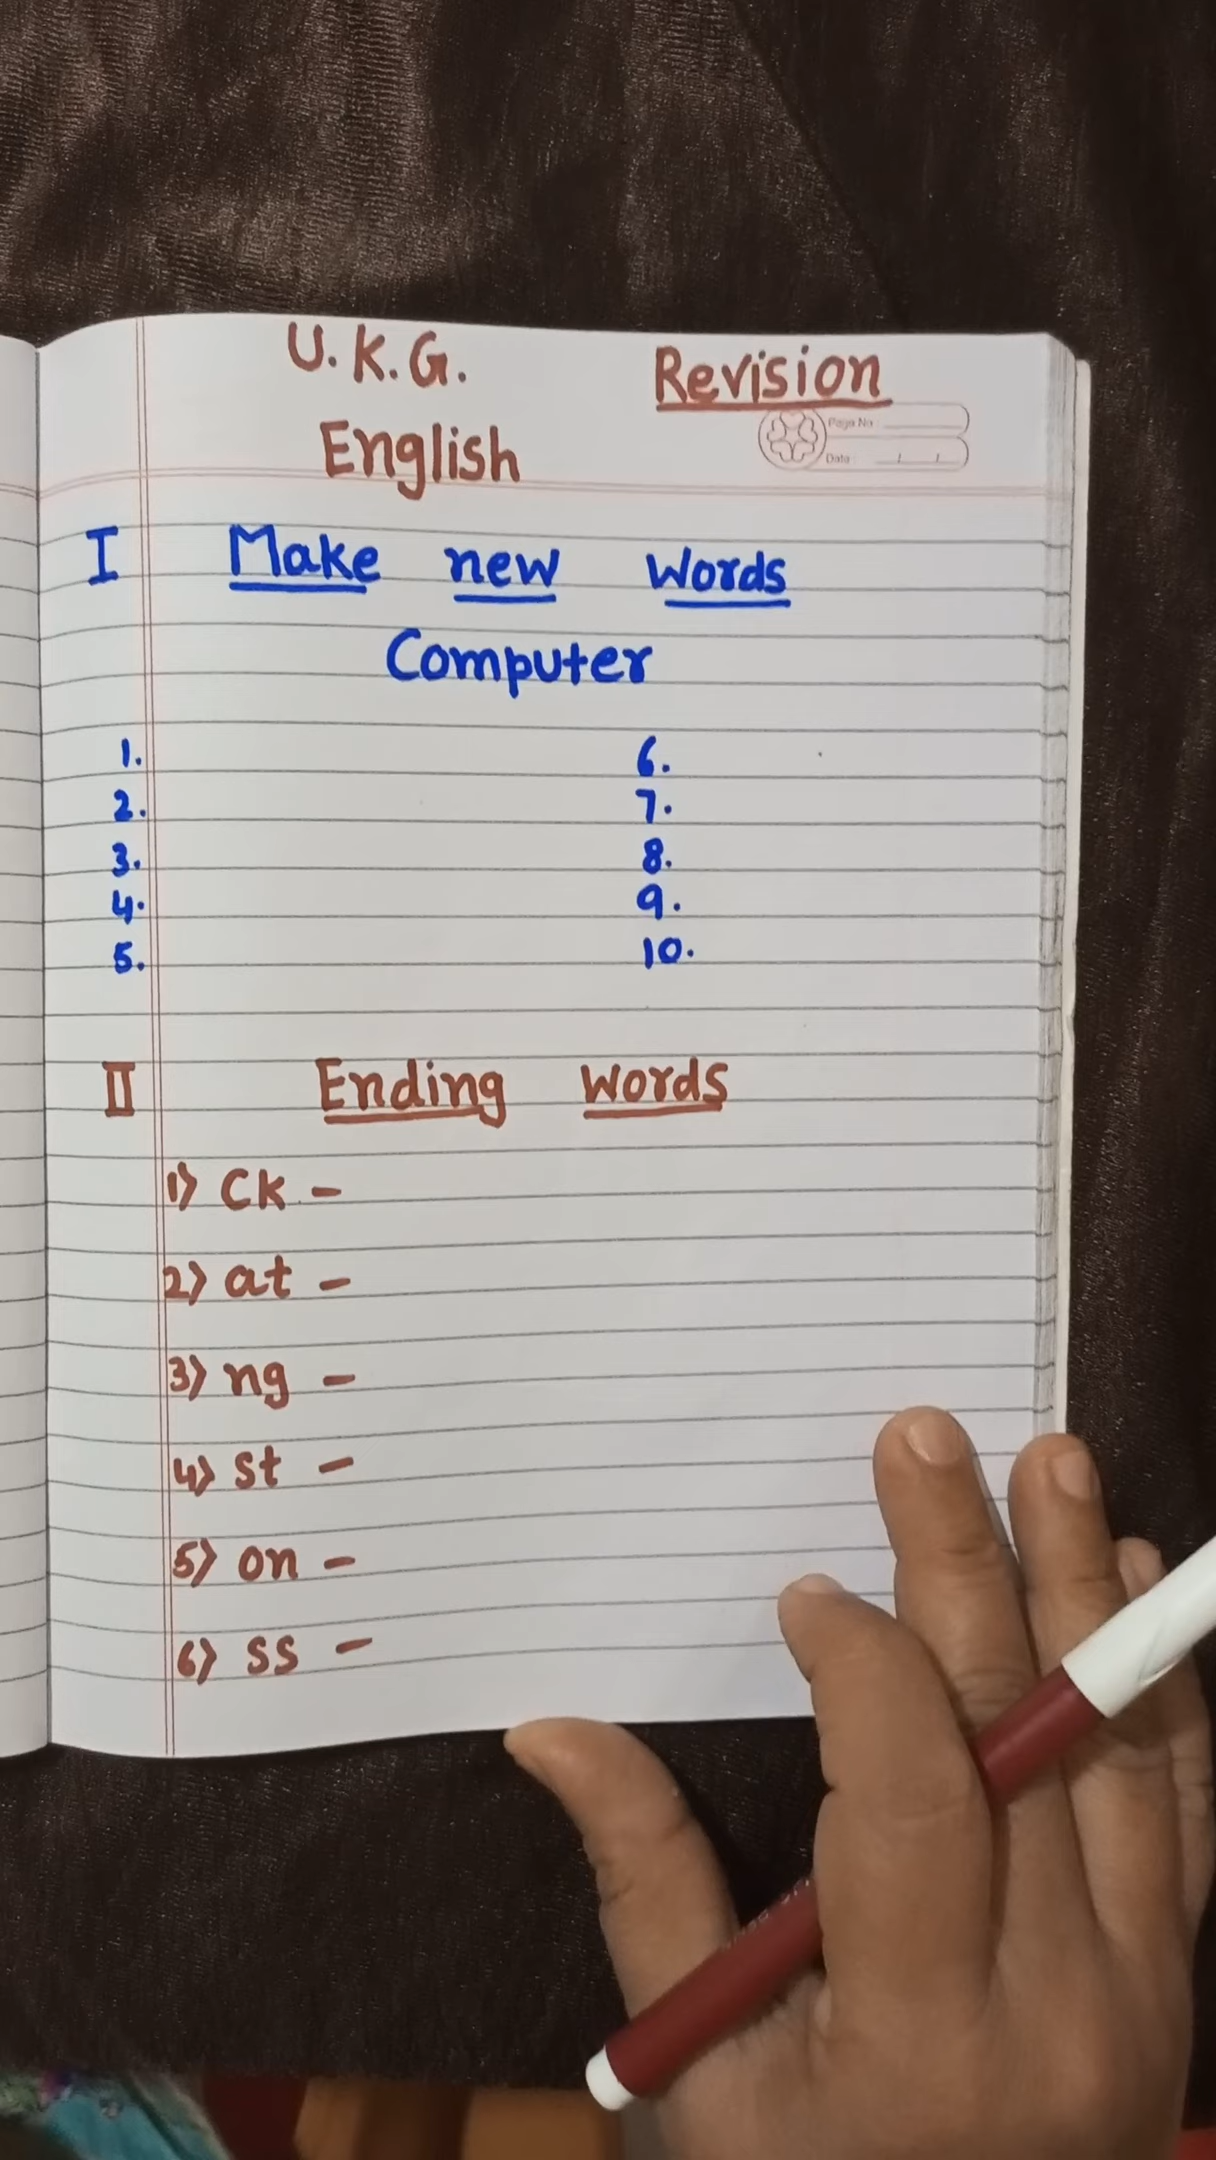 U.K.G. Revision
English
Page No :
Date :
I Make new words
Computer
1. 6.
2. 7.
3. 8.
4. 9.
5. 10.
II Ending words
1) Ck -
2) at -
3) ng -
4) st -
5) on -
6) ss -